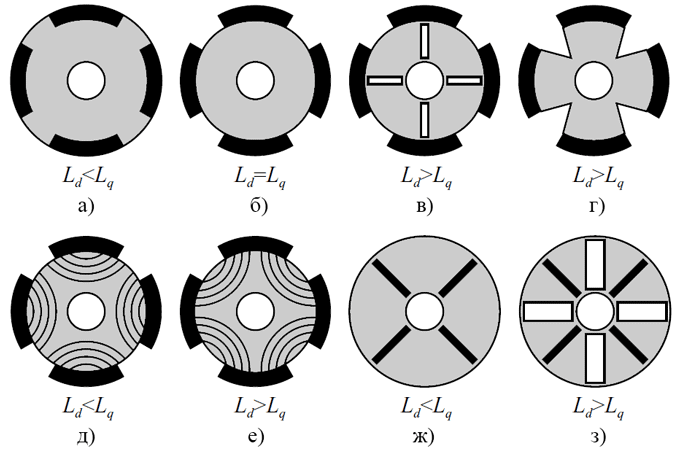 Ld<Lq Ld=Lq Ld>Lq Ld>Lq
а) б) в) г)
Ld<Lq Ld>Lq Ld<Lq Ld>Lq
д) е) ж) з)